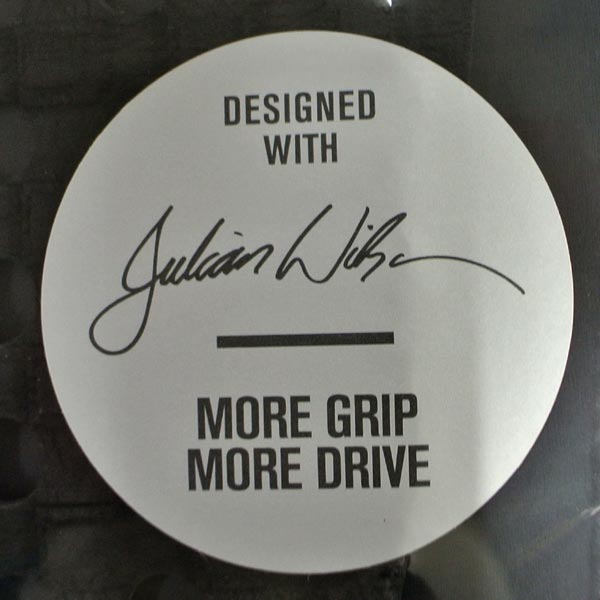 DESIGNED
WITH
Julian Wilson
MORE GRIP
MORE DRIVE